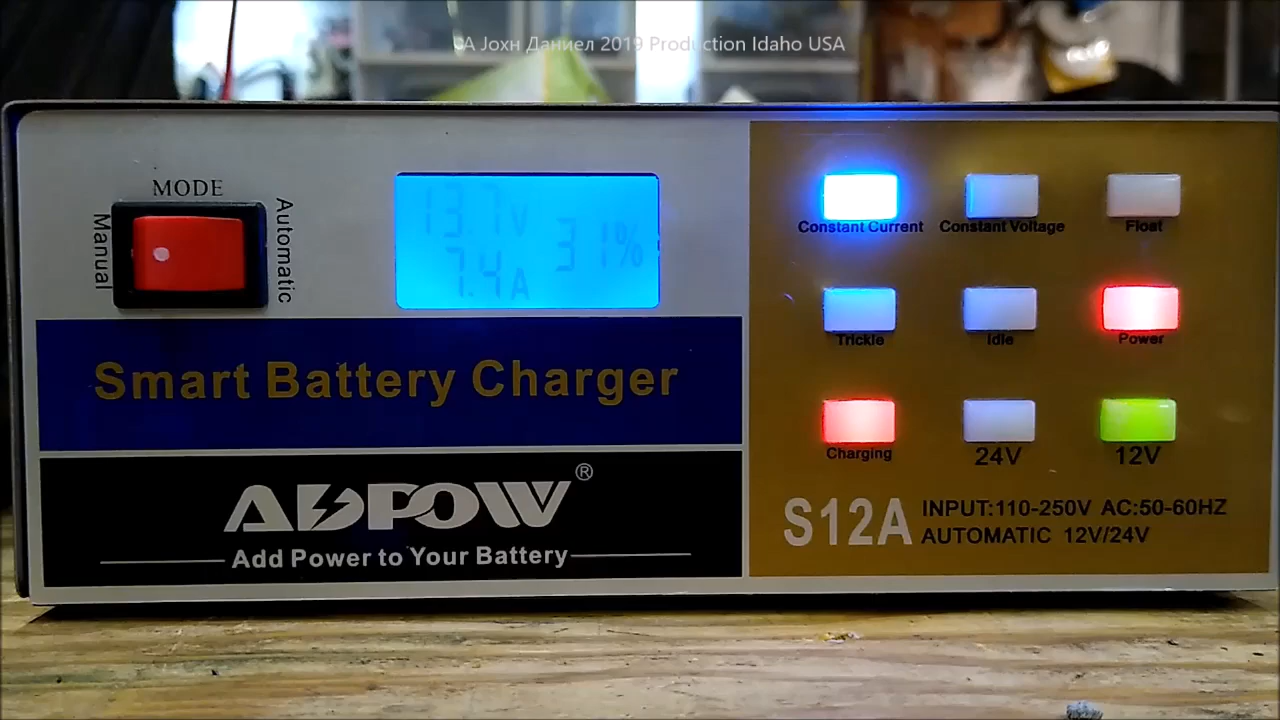 A Јохн Даниел 2019 Production Idaho USA
MODE
Manual
Automatic
13.7V
31%
7.4A
Constant Current
Constant Voltage
Float
Trickle
Idle
Power
Smart Battery Charger
Charging
24V
12V
ADPOW®
Add Power to Your Battery
S12A
INPUT:110-250V AC:50-60HZ
AUTOMATIC 12V/24V